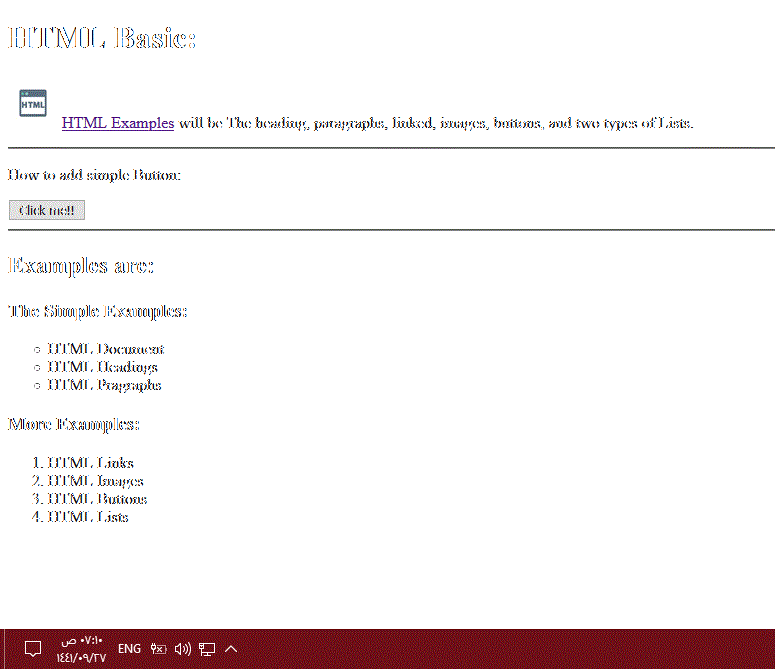 HTML Basic:
HTML
HTML Examples will be The heading, paragraphs, linked, images, buttons, and two types of Lists.
How to add simple Button:
Click me!!
Examples are:
The Simple Examples:
HTML Document
HTML Headings
HTML Pragraphs
More Examples:
1. HTML Links
2. HTML Images
3. HTML Buttons
4. HTML Lists
٠٧:١٠ ص
ENG
١٤٤١/٠٩/٢٧